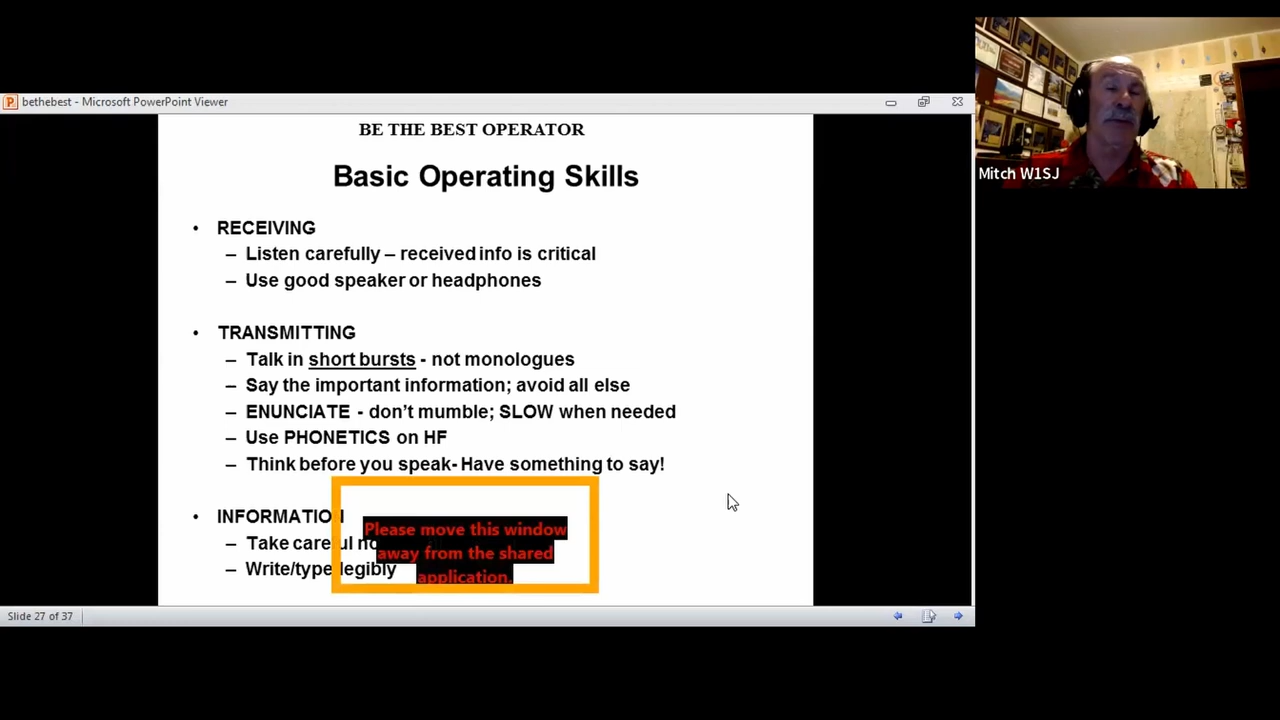 bethebest - Microsoft PowerPoint Viewer
BE THE BEST OPERATOR
Basic Operating Skills
• RECEIVING
– Listen carefully – received info is critical
– Use good speaker or headphones
• TRANSMITTING
– Talk in short bursts - not monologues
– Say the important information; avoid all else
– ENUNCIATE - don't mumble; SLOW when needed
– Use PHONETICS on HF
– Think before you speak- Have something to say!
• INFORMATION
– Take careful
– Write/type legibly
Please move this window
away from the shared
application.
Slide 27 of 37
Mitch W1SJ